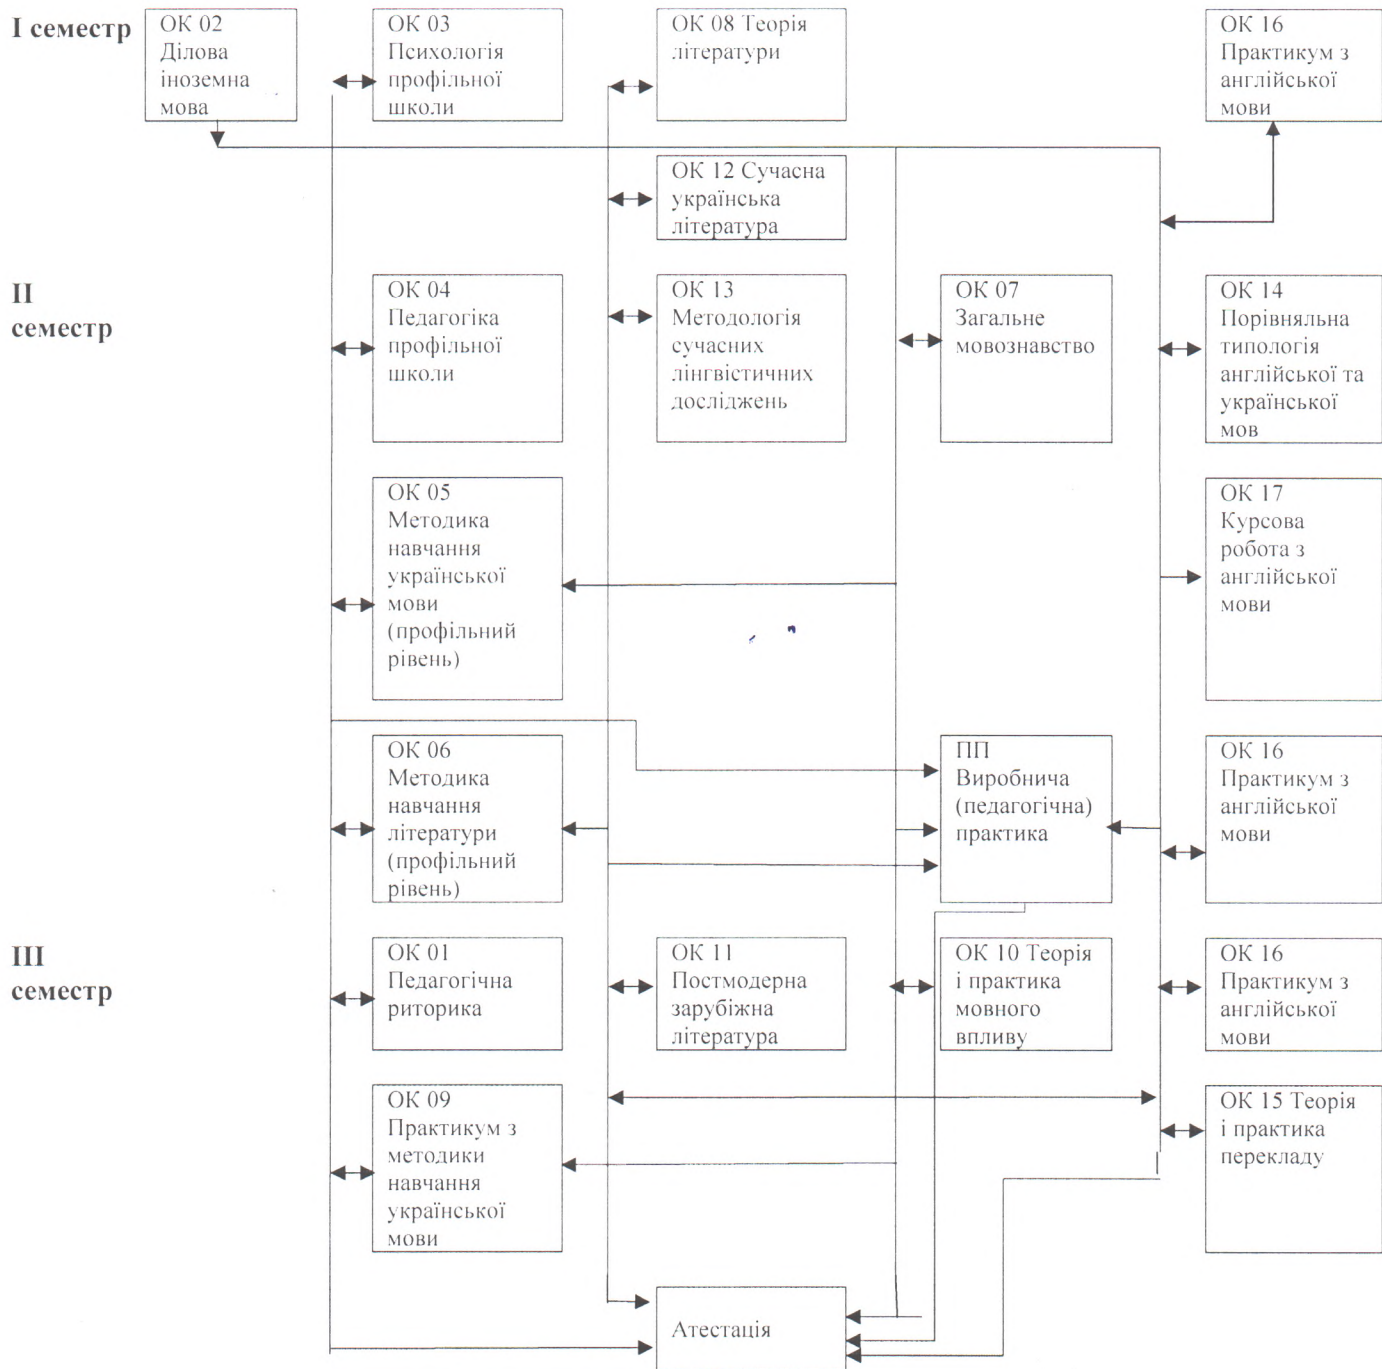 I семестр
ОК 02
Ділова
іноземна
мова
ОК 03
Психологія
профільної
школи
ОК 08 Теорія
літератури
ОК 16
Практикум з
англійської
мови
ОК 12 Сучасна
українська
література
II
семестр
ОК 04
Педагогіка
профільної
школи
ОК 13
Методологія
сучасних
лінгвістичних
досліджень
ОК 07
Загальне
мовознавство
ОК 14
Порівняльна
типологія
англійської та
української
мов
ОК 05
Методика
навчання
української
мови
(профільний
рівень)
ОК 17
Курсова
робота з
англійської
мови
ОК 06
Методика
навчання
літератури
(профільний
рівень)
ПП
Виробнича
(педагогічна)
практика
ОК 16
Практикум з
англійської
мови
III
семестр
ОК 01
Педагогічна
риторика
ОК 11
Постмодерна
зарубіжна
література
ОК 10 Теорія
і практика
мовного
впливу
ОК 16
Практикум з
англійської
мови
ОК 09
Практикум з
методики
навчання
української
мови
ОК 15 Теорія
і практика
перекладу
Атестація